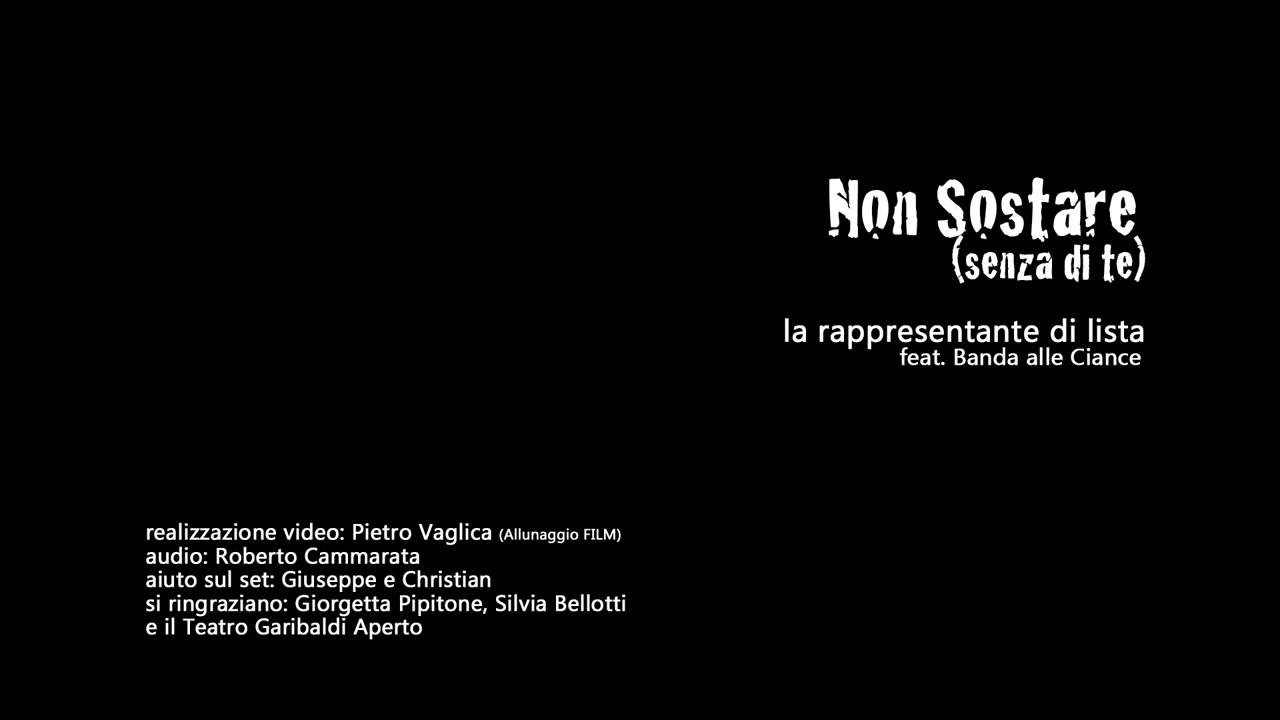 Non Sostare
(senza di te)
la rappresentante di lista
feat. Banda alle Ciance
realizzazione video: Pietro Vaglica (Allunaggio FILM)
audio: Roberto Cammarata
aiuto sul set: Giuseppe e Christian
si ringraziano: Giorgetta Pipitone, Silvia Bellotti
e il Teatro Garibaldi Aperto